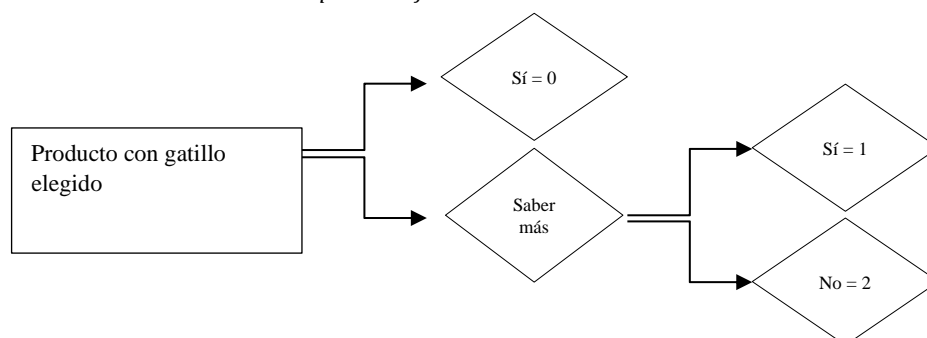 Sí = 0
Producto con gatillo
elegido
Sí = 1
Saber
más
No = 2